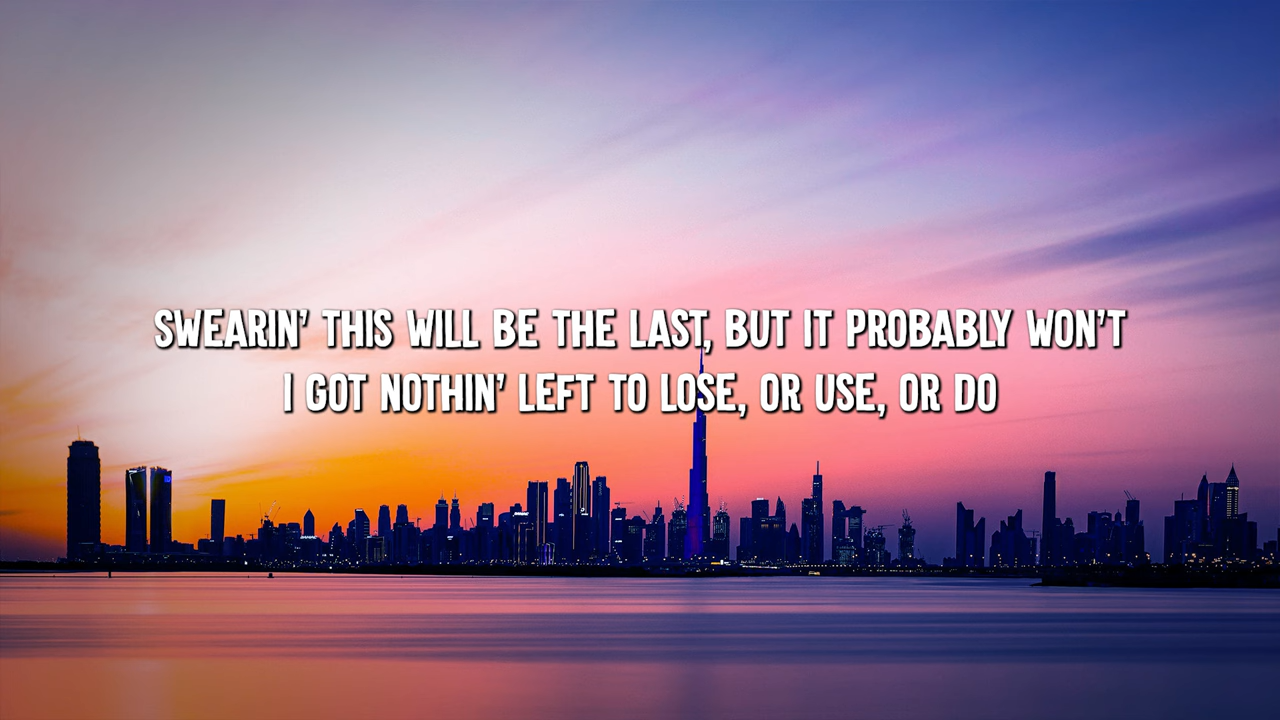 SWEARIN' THIS WILL BE THE LAST, BUT IT PROBABLY WON'T
I GOT NOTHIN' LEFT TO LOSE, OR USE, OR DO